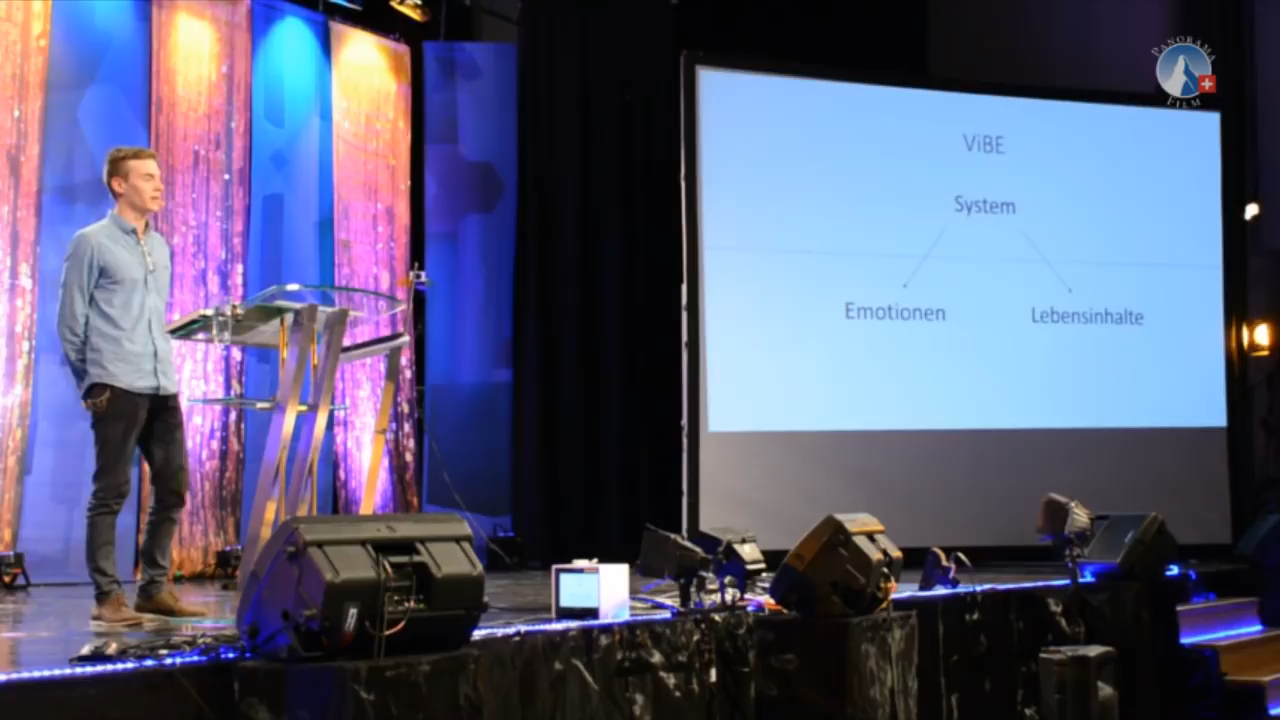 PANORAMA
FILM
ViBE
System
Emotionen
Lebensinhalte